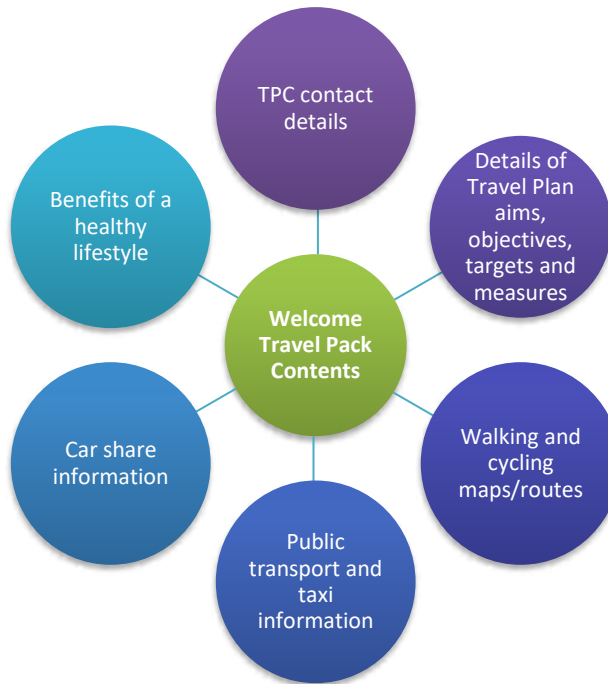 TPC contact
details
Details of
Travel Plan
aims,
objectives,
targets and
measures
Walking and
cycling
maps/routes
Public
transport and
taxi
information
Car share
information
Benefits of a
healthy
lifestyle
Welcome
Travel Pack
Contents